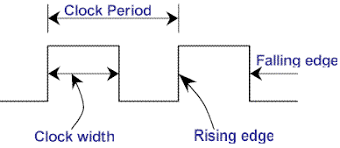 Clock Period
Falling edge
Clock width
Rising edge